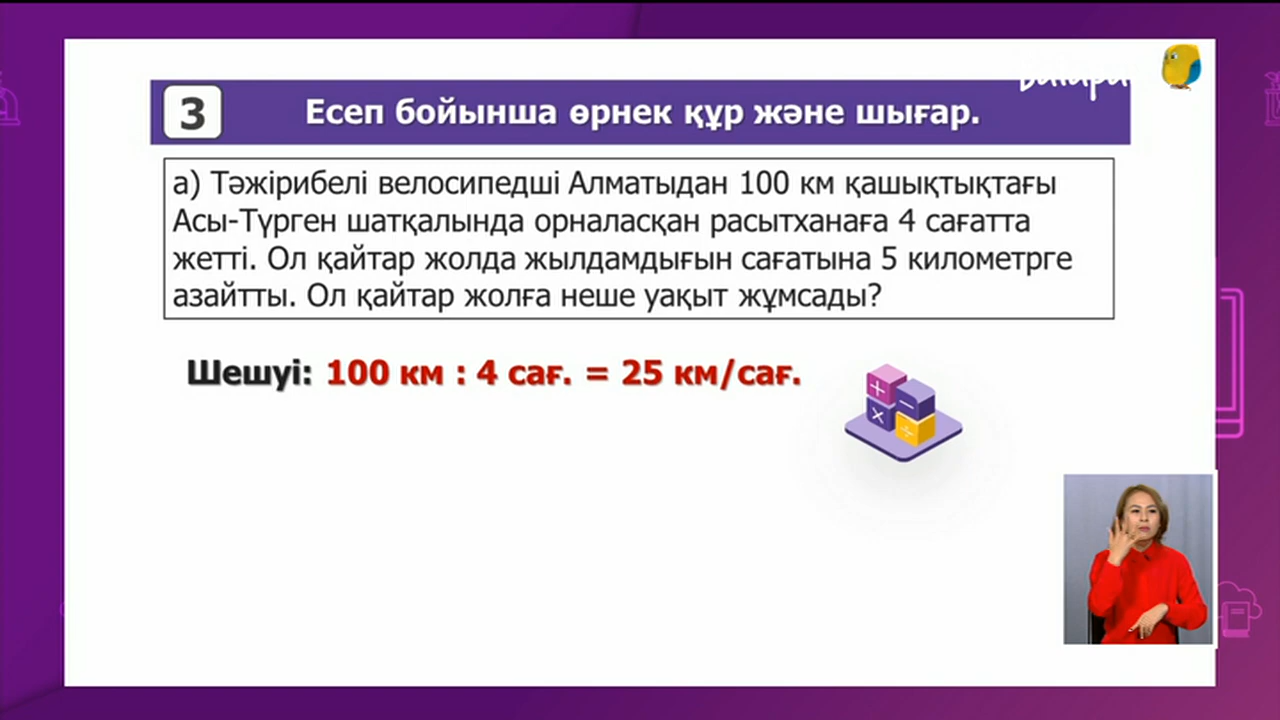 3
Есеп бойынша өрнек құр және шығар.
а) Тәжірибелі велосипедші Алматыдан 100 км қашықтықтағы
Асы-Түрген шатқалында орналасқан расытханаға 4 сағатта
жетті. Ол қайтар жолда жылдамдығын сағатына 5 километрге
азайтты. Ол қайтар жолға неше уақыт жұмсады?
Шешуі: 100 км : 4 сағ. = 25 км/сағ.